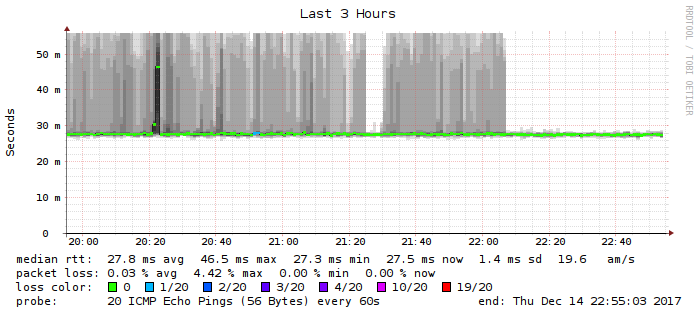 Last 3 Hours
RRDTOOL / TOBI OETIKER
Seconds
50 m
40 m
30 m
20 m
10 m
0
20:00 20:20 20:40 21:00 21:20 21:40 22:00 22:20 22:40
median rtt: 27.8 ms avg 46.5 ms max 27.3 ms min 27.5 ms now 1.4 ms sd 19.6 am/s
packet loss: 0.03 % avg 4.42 % max 0.00 % min 0.00 % now
loss color: 0 1/20 2/20 3/20 4/20 10/20 19/20
probe: 20 ICMP Echo Pings (56 Bytes) every 60s end: Thu Dec 14 22:55:03 2017